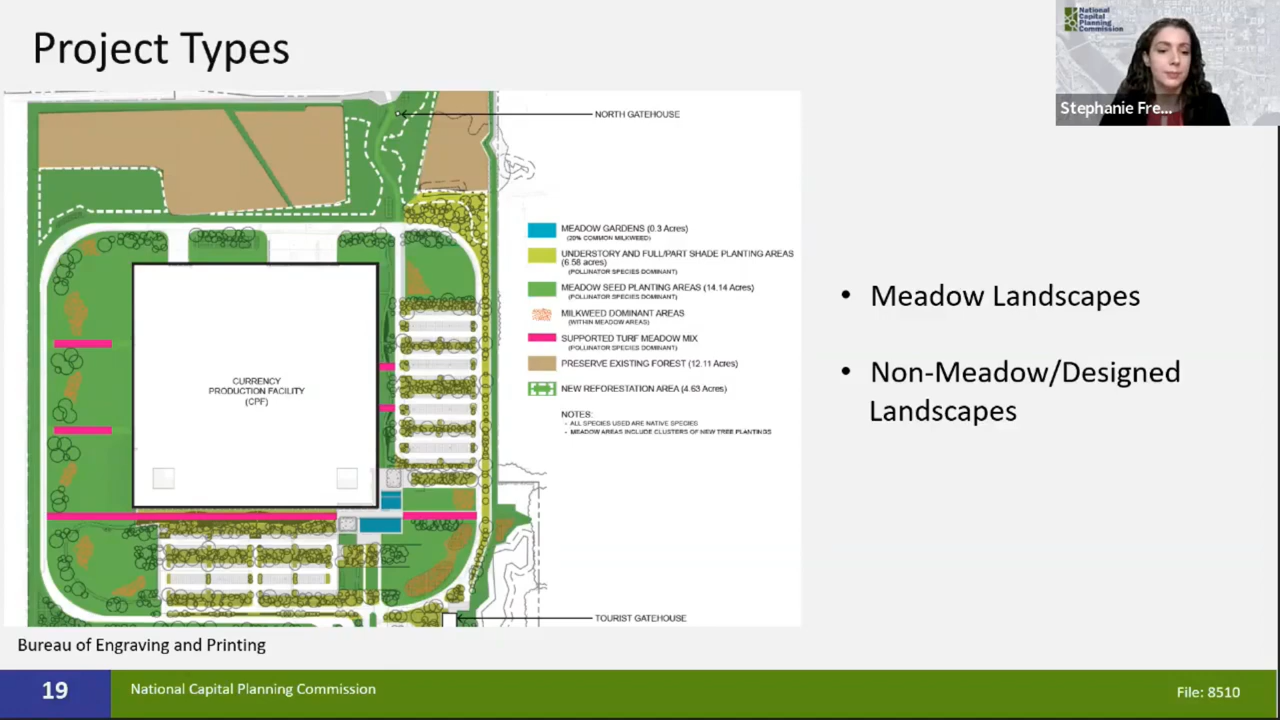 Project Types
National
Capital
Planning
Commission
Stephanie Fre...
NORTH GATEHOUSE
MEADOW GARDENS (0.3 Acres)
(20% COMMON MILKWEED)
UNDERSTORY AND FULL/PART SHADE PLANTING AREAS
(6.58 acres)
(POLLINATOR SPECIES DOMINANT)
MEADOW SEED PLANTING AREAS (14.14 Acres)
(POLLINATOR SPECIES DOMINANT)
MILKWEED DOMINANT AREAS
(WITHIN MEADOW AREAS)
SUPPORTED TURF MEADOW MIX
(POLLINATOR SPECIES DOMINANT)
PRESERVE EXISTING FOREST (12.11 Acres)
NEW REFORESTATION AREA (4.63 Acres)
NOTES:
- ALL SPECIES USED ARE NATIVE SPECIES
- MEADOW AREAS INCLUDE CLUSTERS OF NEW TREE PLANTINGS
CURRENCY
PRODUCTION FACILITY
(CPF)
TOURIST GATEHOUSE
• Meadow Landscapes
• Non-Meadow/Designed
Landscapes
Bureau of Engraving and Printing
19
National Capital Planning Commission
File: 8510